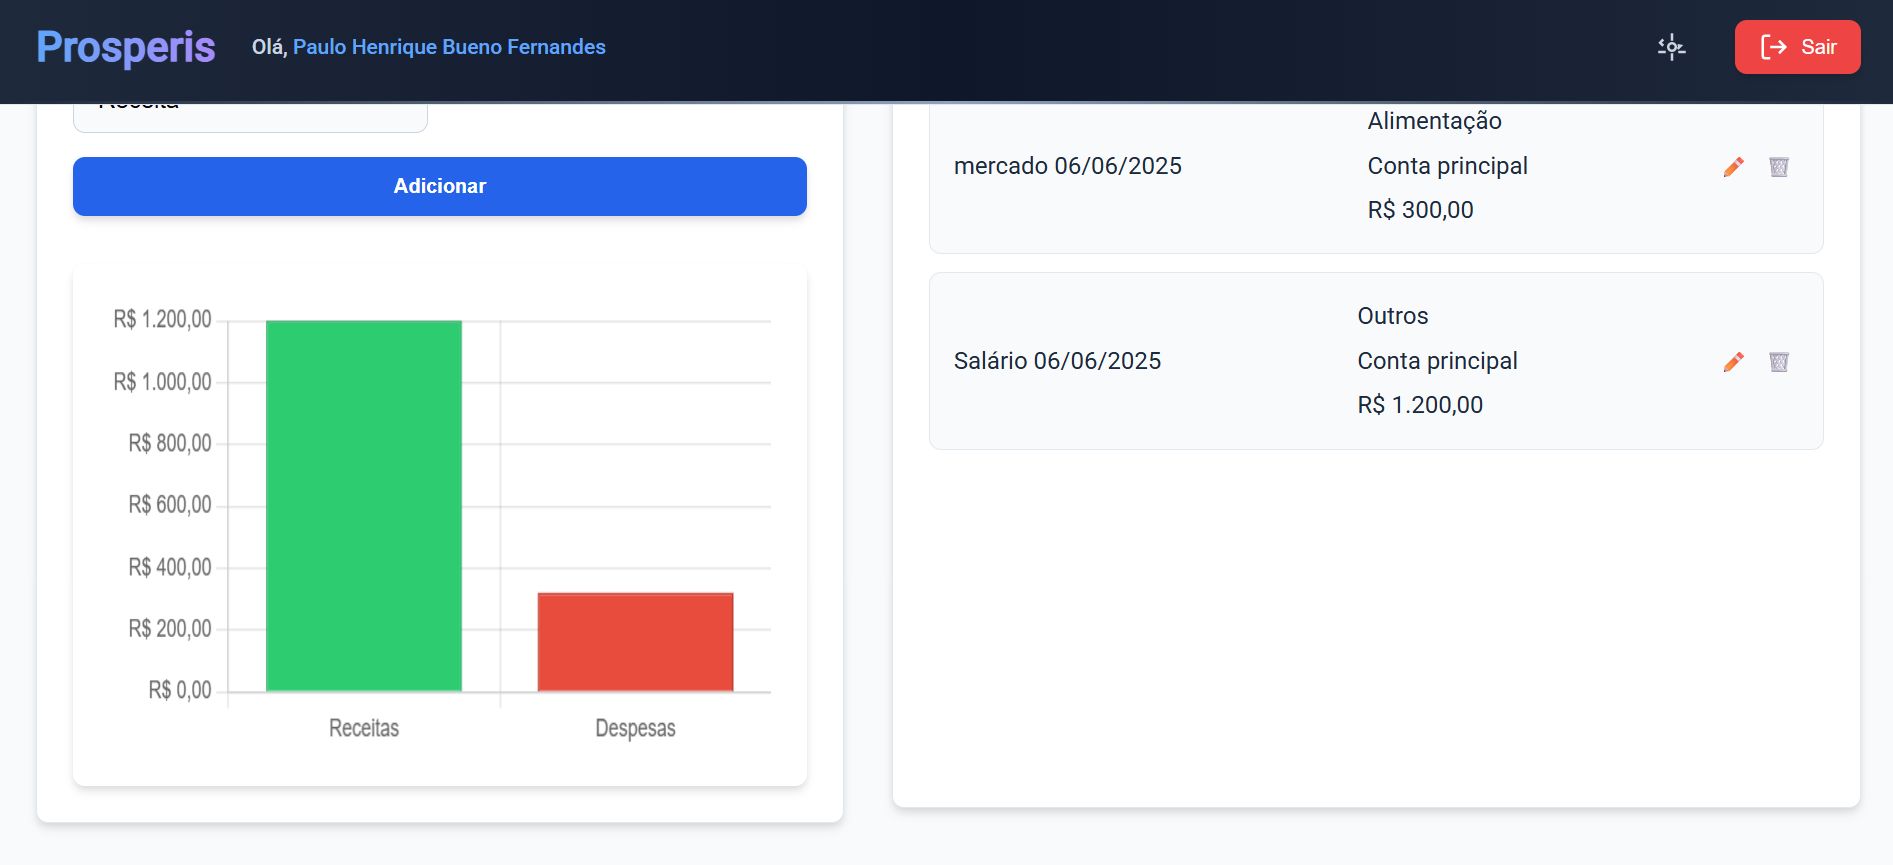 Prosperis
Olá, Paulo Henrique Bueno Fernandes
Sair
Receita
Adicionar
R$ 1.200,00
R$ 1.000,00
R$ 800,00
R$ 600,00
R$ 400,00
R$ 200,00
R$ 0,00
Receitas
Despesas
Alimentação
mercado 06/06/2025
Conta principal
R$ 300,00
Outros
Salário 06/06/2025
Conta principal
R$ 1.200,00